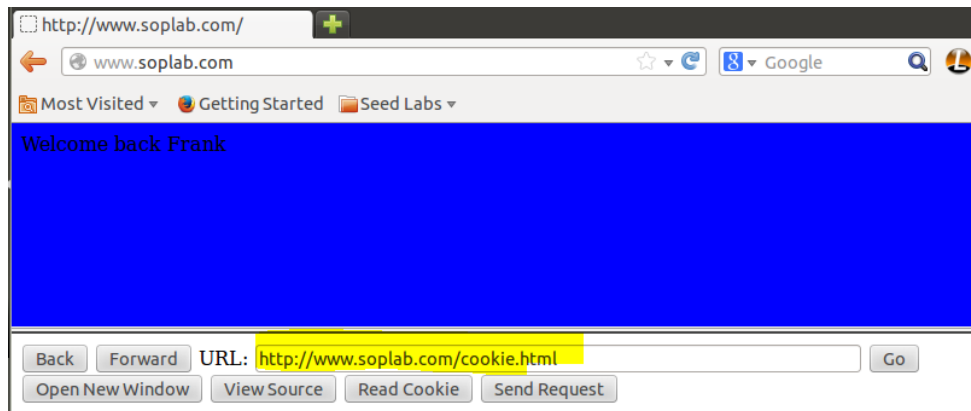 http://www.soplab.com/
www.soplab.com 8 Google
Most Visited Getting Started Seed Labs
Welcome back Frank
Back Forward URL: http://www.soplab.com/cookie.html Go
Open New Window View Source Read Cookie Send Request